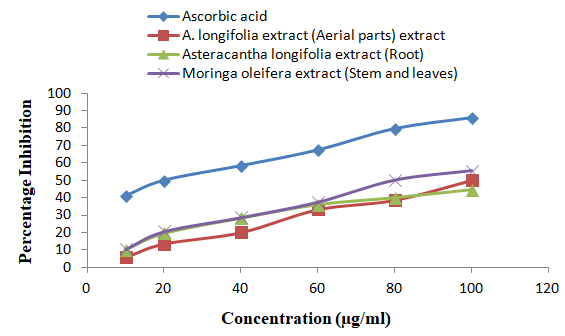 Ascorbic acid
A. longifolia extract (Aerial parts) extract
Asteracantha longifolia extract (Root)
Moringa oleifera extract (Stem and leaves)
Percentage Inhibition
100
90
80
70
60
50
40
30
20
10
0
0 20 40 60 80 100 120
Concentration (μg/ml)